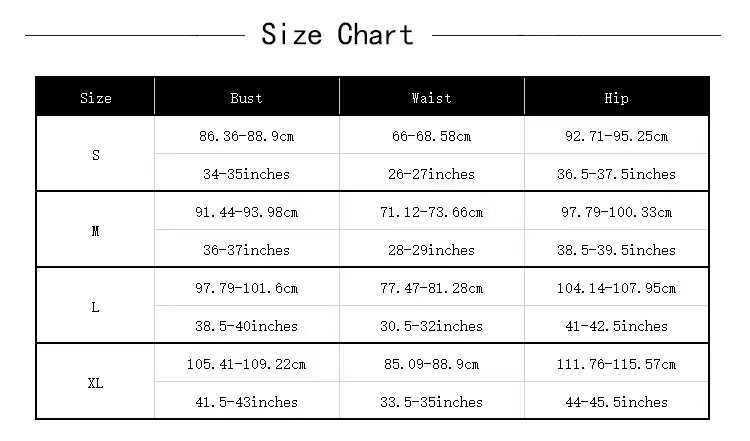 Size Chart
Size Bust Waist Hip
S
86.36-88.9cm 66-68.58cm 92.71-95.25cm
34-35inches 26-27inches 36.5-37.5inches
M
91.44-93.98cm 71.12-73.66cm 97.79-100.33cm
36-37inches 28-29inches 38.5-39.5inches
L
97.79-101.6cm 77.47-81.28cm 104.14-107.95cm
38.5-40inches 30.5-32inches 41-42.5inches
XL
105.41-109.22cm 85.09-88.9cm 111.76-115.57cm
41.5-43inches 33.5-35inches 44-45.5inches